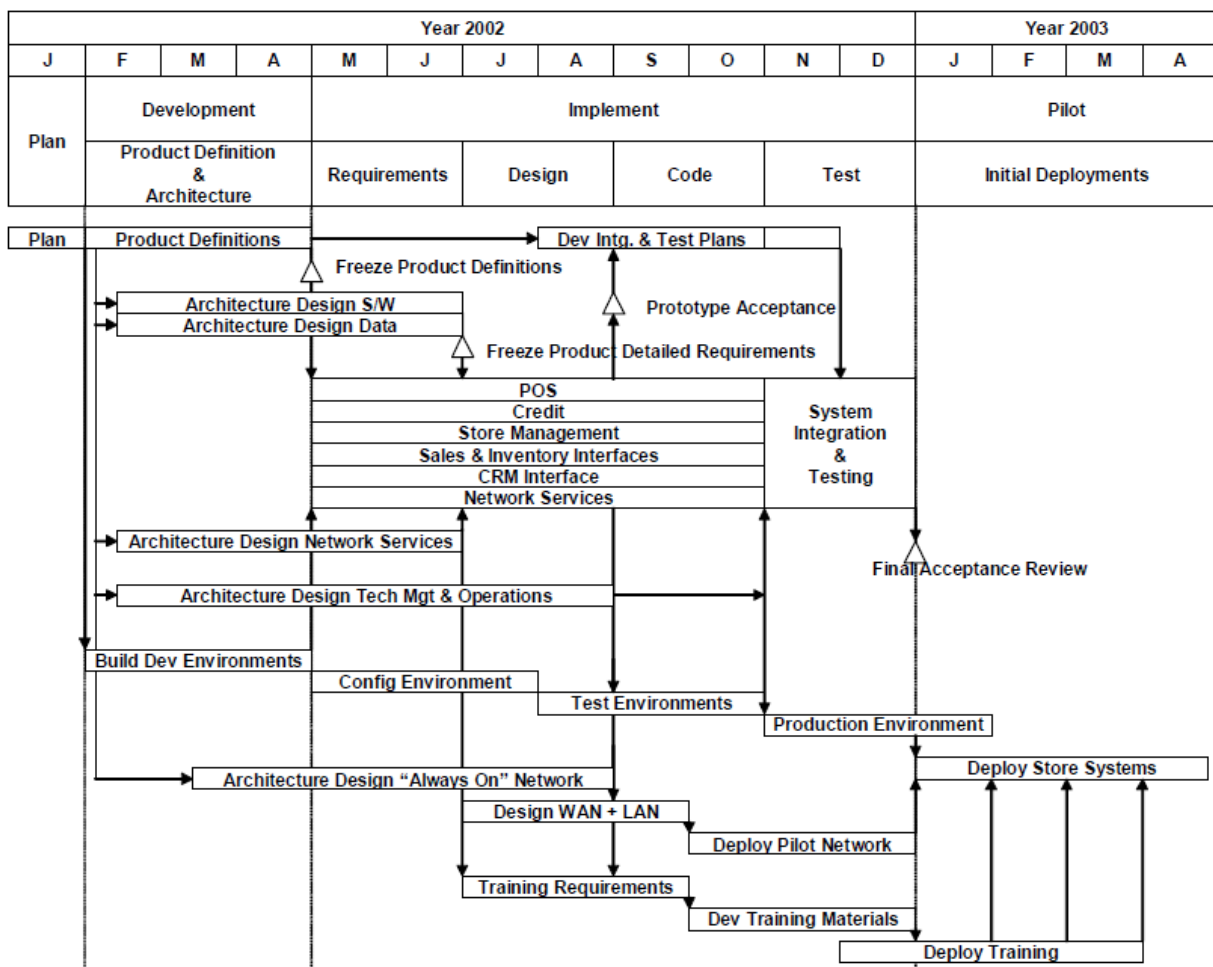 Year 2002 Year 2003
J F M A M J J A S O N D J F M A
Plan
Development
Implement
Pilot
Product Definition
&
Architecture
Requirements
Design
Code
Test
Initial Deployments
Plan
Product Definitions
Dev Intg. & Test Plans
Freeze Product Definitions
Architecture Design S/W
Prototype Acceptance
Architecture Design Data
Freeze Product Detailed Requirements
POS
Credit
Store Management
Sales & Inventory Interfaces
CRM Interface
Network Services
System
Integration
&
Testing
Architecture Design Network Services
Final Acceptance Review
Architecture Design Tech Mgt & Operations
Build Dev Environments
Config Environment
Test Environments
Production Environment
Deploy Store Systems
Architecture Design “Always On” Network
Design WAN + LAN
Deploy Pilot Network
Training Requirements
Dev Training Materials
Deploy Training